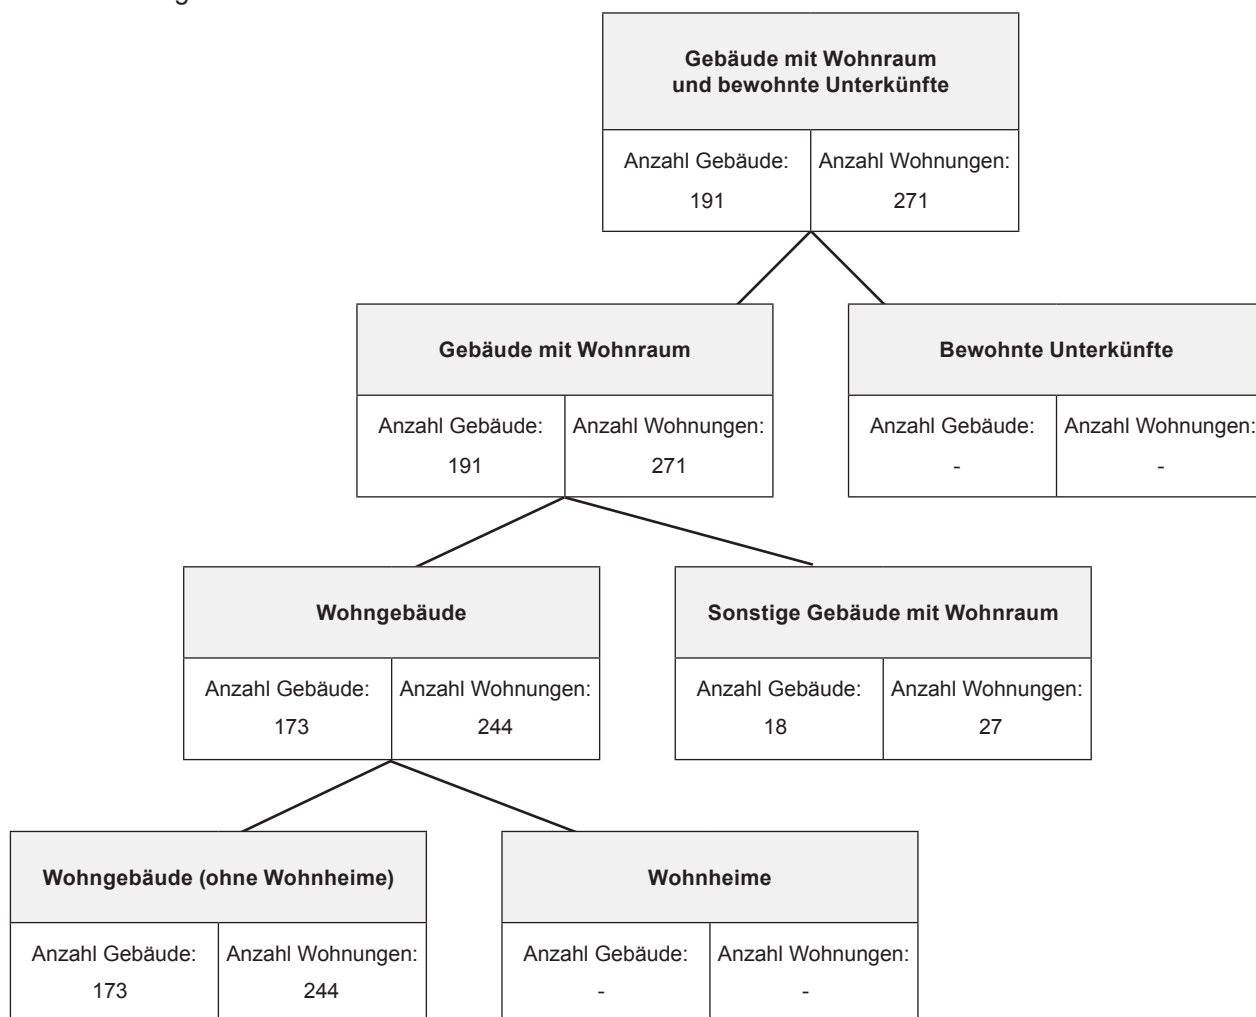 Gebäude mit Wohnraum
und bewohnte Unterkünfte
Anzahl Gebäude: Anzahl Wohnungen:
191 271
Gebäude mit Wohnraum
Bewohnte Unterkünfte
Anzahl Gebäude: Anzahl Wohnungen:
191 271
Anzahl Gebäude: Anzahl Wohnungen:
- -
Wohngebäude
Sonstige Gebäude mit Wohnraum
Anzahl Gebäude: Anzahl Wohnungen:
173 244
Anzahl Gebäude: Anzahl Wohnungen:
18 27
Wohngebäude (ohne Wohnheime)
Wohnheime
Anzahl Gebäude: Anzahl Wohnungen:
173 244
Anzahl Gebäude: Anzahl Wohnungen:
- -